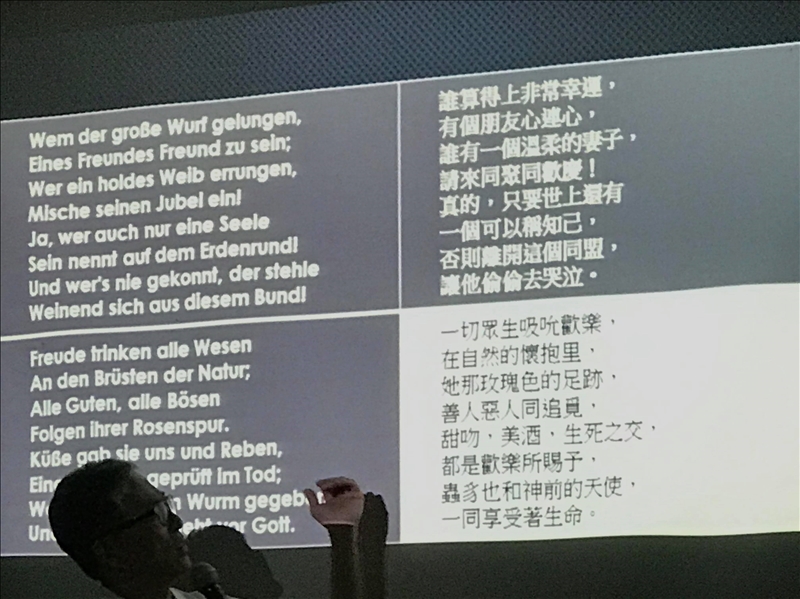 Wem der große Wurf gelungen,
Eines Freundes Freund zu sein;
Wer ein holdes Weib errungen,
Mische seinen Jubel ein!
Ja, wer auch nur eine Seele
Sein nennt auf dem Erdenrund!
Und wer's nie gekonnt, der stehle
Weinend sich aus diesem Bund!
誰算得上非常幸運，
有個朋友心連心，
誰有一個溫柔的妻子，
請來同聚同歡慶！
真的，只要世上還有
一個可以稱知己，
否則離開這個同盟，
讓他偷偷去哭泣。
Freude trinken alle Wesen
An den Brüsten der Natur;
Alle Guten, alle Bösen
Folgen ihrer Rosenspur.
Küße gab sie uns und Reben,
geprüft im Tod;
Wurm gegeben
vor Gott.
一切眾生吸吮歡樂，
在自然的懷抱里，
她那玫瑰色的足跡，
善人惡人同追覓，
甜吻，美酒，生死之交，
都是歡樂所賜予，
蟲豸也和神前的天使，
一同享受著生命。